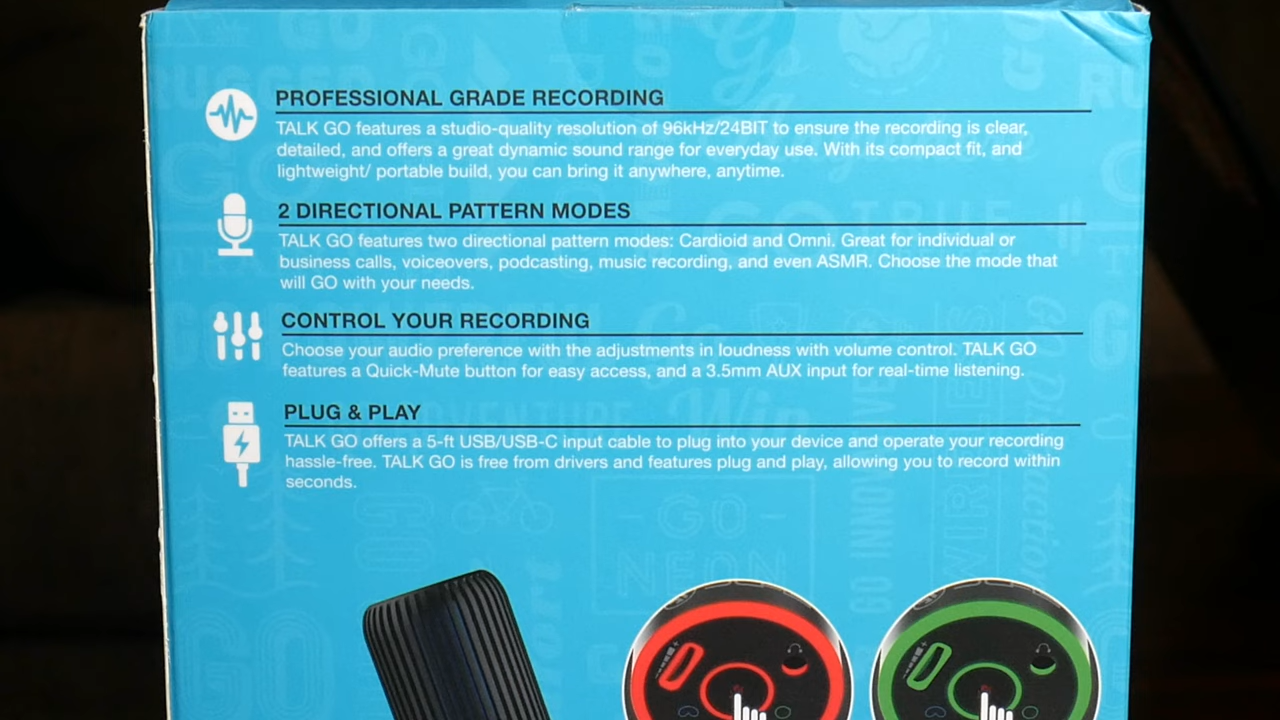 PROFESSIONAL GRADE RECORDING
TALK GO features a studio-quality resolution of 96kHz/24BIT to ensure the recording is clear,
detailed, and offers a great dynamic sound range for everyday use. With its compact fit, and
lightweight/ portable build, you can bring it anywhere, anytime.
2 DIRECTIONAL PATTERN MODES
TALK GO features two directional pattern modes: Cardioid and Omni. Great for individual or
business calls, voiceovers, podcasting, music recording, and even ASMR. Choose the mode that
will GO with your needs.
CONTROL YOUR RECORDING
Choose your audio preference with the adjustments in loudness with volume control. TALK GO
features a Quick-Mute button for easy access, and a 3.5mm AUX input for real-time listening.
PLUG & PLAY
TALK GO offers a 5-ft USB/USB-C input cable to plug into your device and operate your recording
hassle-free. TALK GO is free from drivers and features plug and play, allowing you to record within
seconds.
GO
NEON